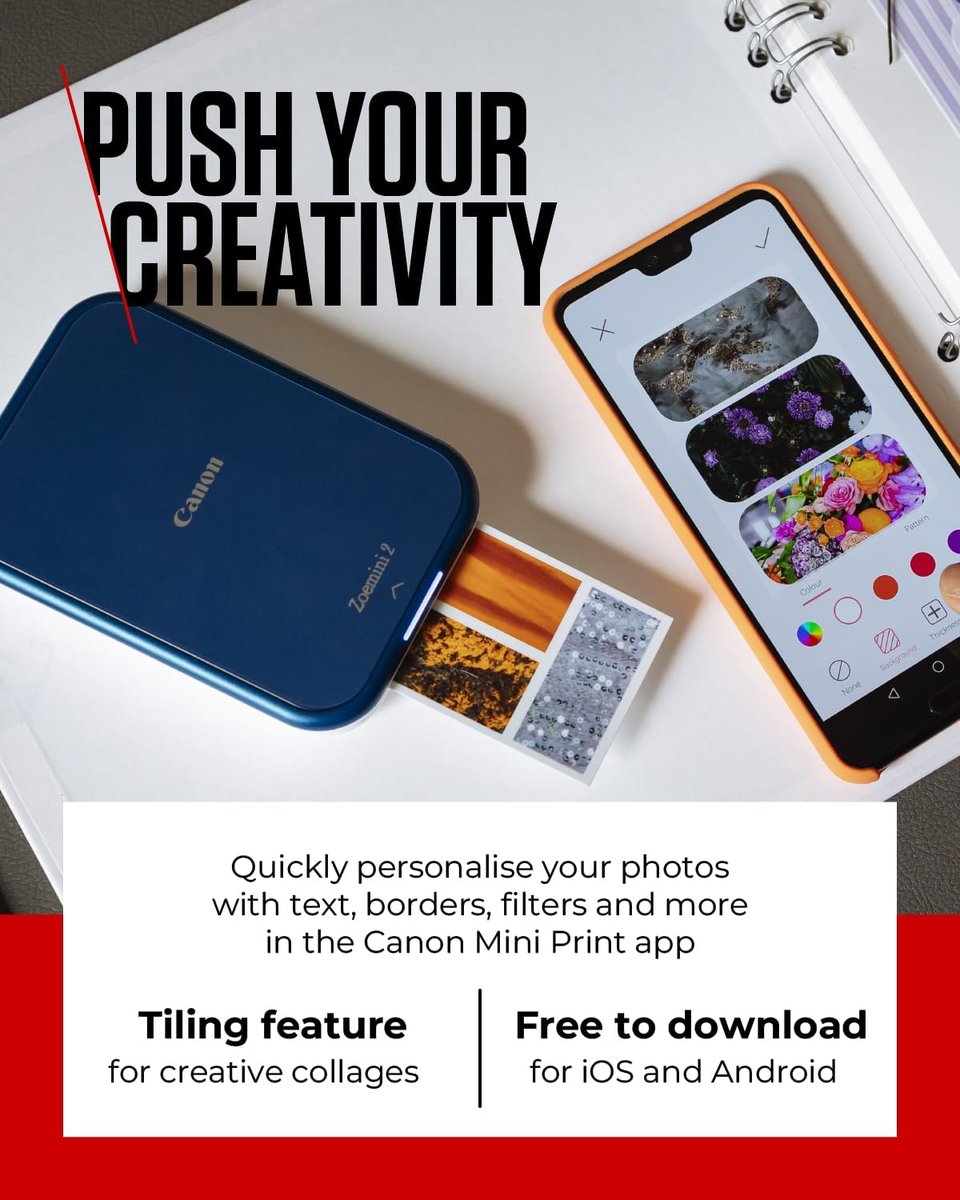 PUSH YOUR
CREATIVITY
Canon
Zoemini 2
Pattern
Colour
Thickness
Background
None
Quickly personalise your photos
with text, borders, filters and more
in the Canon Mini Print app
Tiling feature
for creative collages
Free to download
for iOS and Android